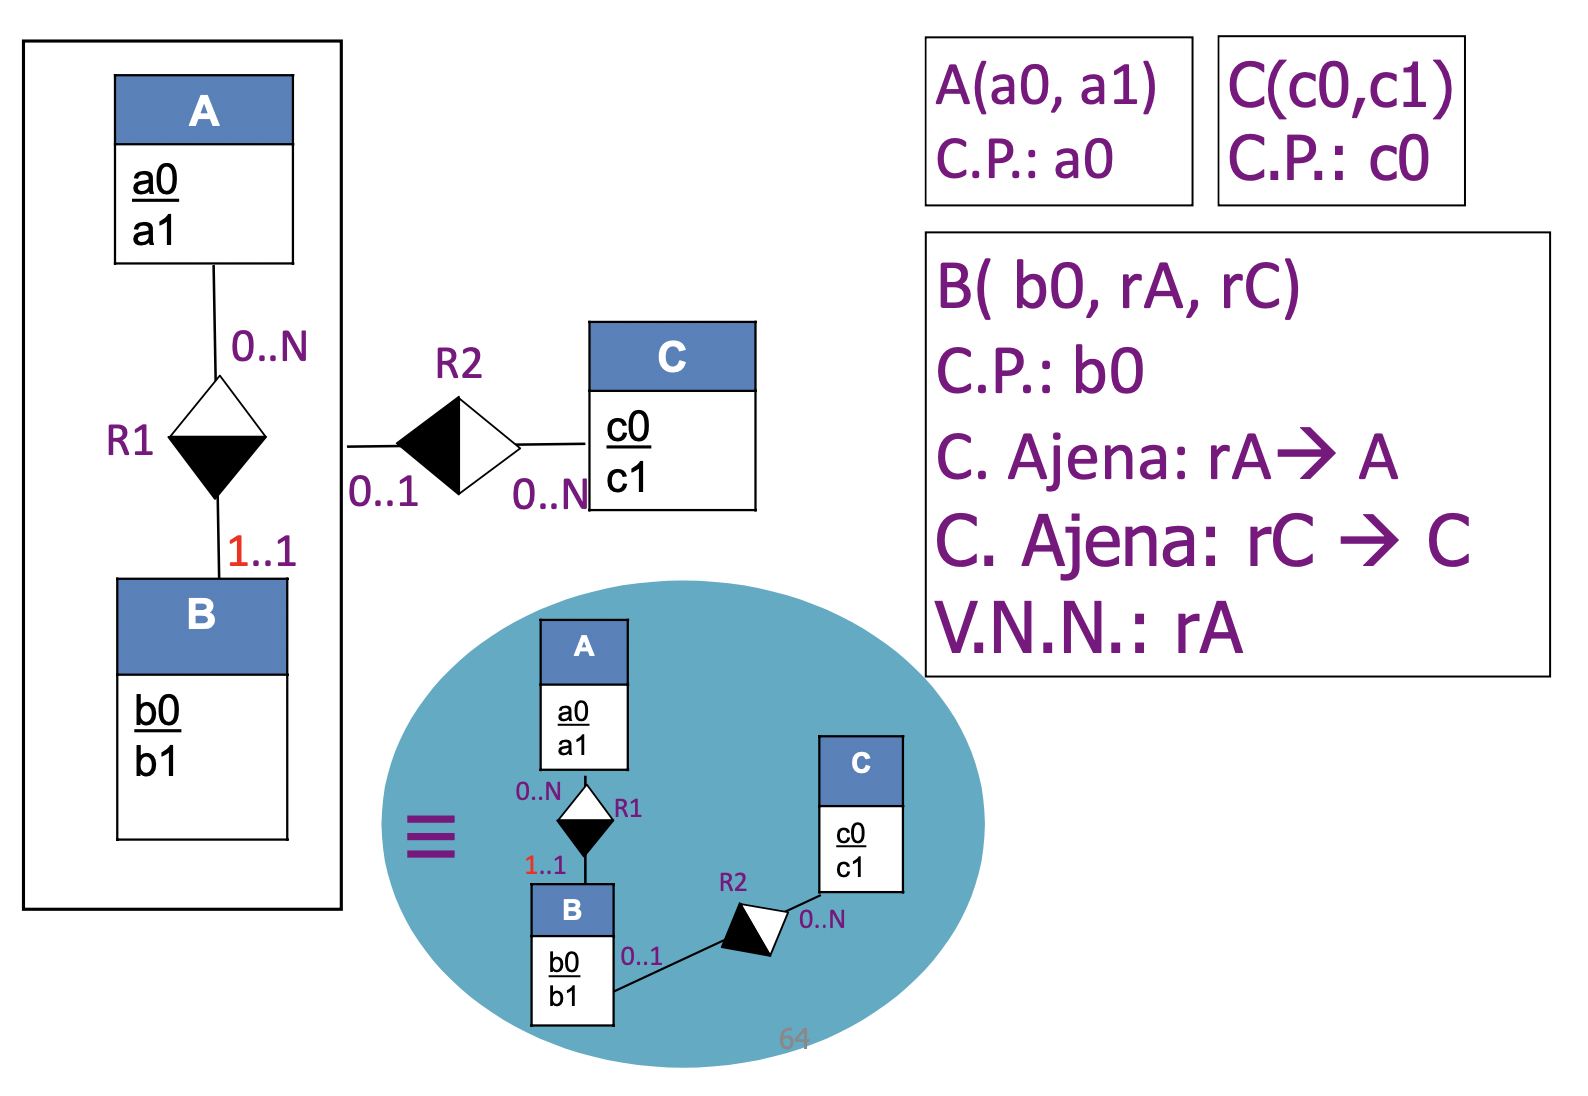 A
a0
a1
0..N
R1
1..1
B
b0
b1
R2
0..1
0..N
C
c0
c1
A(a0, a1)
C.P.: a0
C(c0,c1)
C.P.: c0
B( b0, rA, rC)
C.P.: b0
C. Ajena: rA→ A
C. Ajena: rC → C
V.N.N.: rA
≡
A
a0
a1
0..N
R1
1..1
B
b0
b1
0..1
R2
0..N
C
c0
c1
64